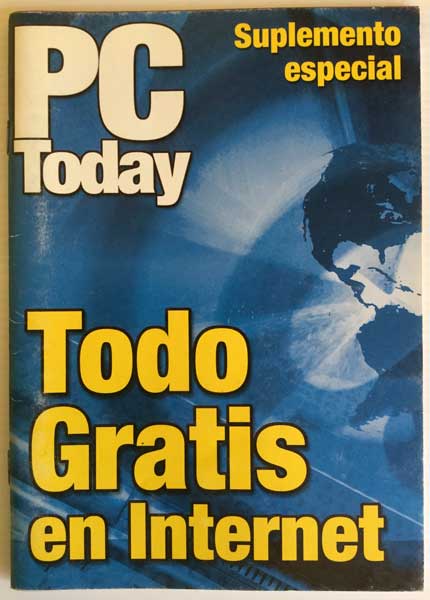 PC
Today
Suplemento
especial
Todo
Gratis
en Internet